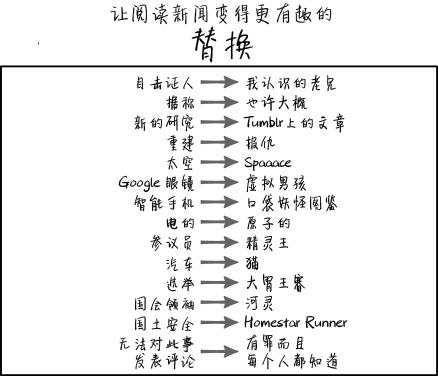 让阅读新闻变得更有趣的
替换
目击证人 → 我认识的老兄
据称 → 也许大概
新的研究 → Tumblr上的文章
重建 → 报仇
太空 → Spaaace
Google 眼镜 → 虚拟男孩
智能手机 → 口袋妖怪图鉴
电的 → 原子的
参议员 → 精灵王
汽车 → 猫
选举 → 大胃王赛
国会领袖 → 河灵
国土安全 → Homestar Runner
无法对此事发表评论 → 有罪而且每个人都知道